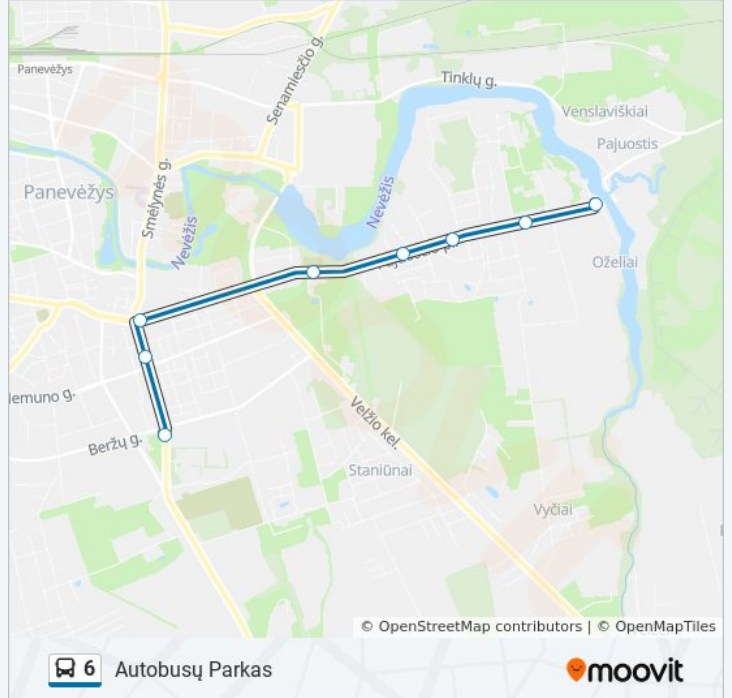 Senamiesčio g.
Panevėžys
Tinklų g.
Venslaviškiai
Pajuostis
Panevėžys
Smėlynės g.
Nevėžis
Nevėžis
Oželiai
lemuno g.
Velžio kel.
Beržų g.
Staniūnai
Vyčiai
© OpenStreetMap contributors | © OpenMapTiles
6 Autobusų Parkas
moovit